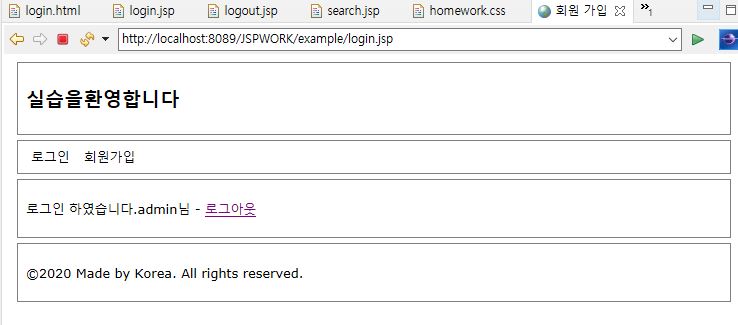 login.html login.jsp logout.jsp search.jsp homework.css 회원 가입 1
http://localhost:8089/JSPWORK/example/login.jsp
실습을환영합니다
로그인 회원가입
로그인 하였습니다.admin님 - 로그아웃
©2020 Made by Korea. All rights reserved.